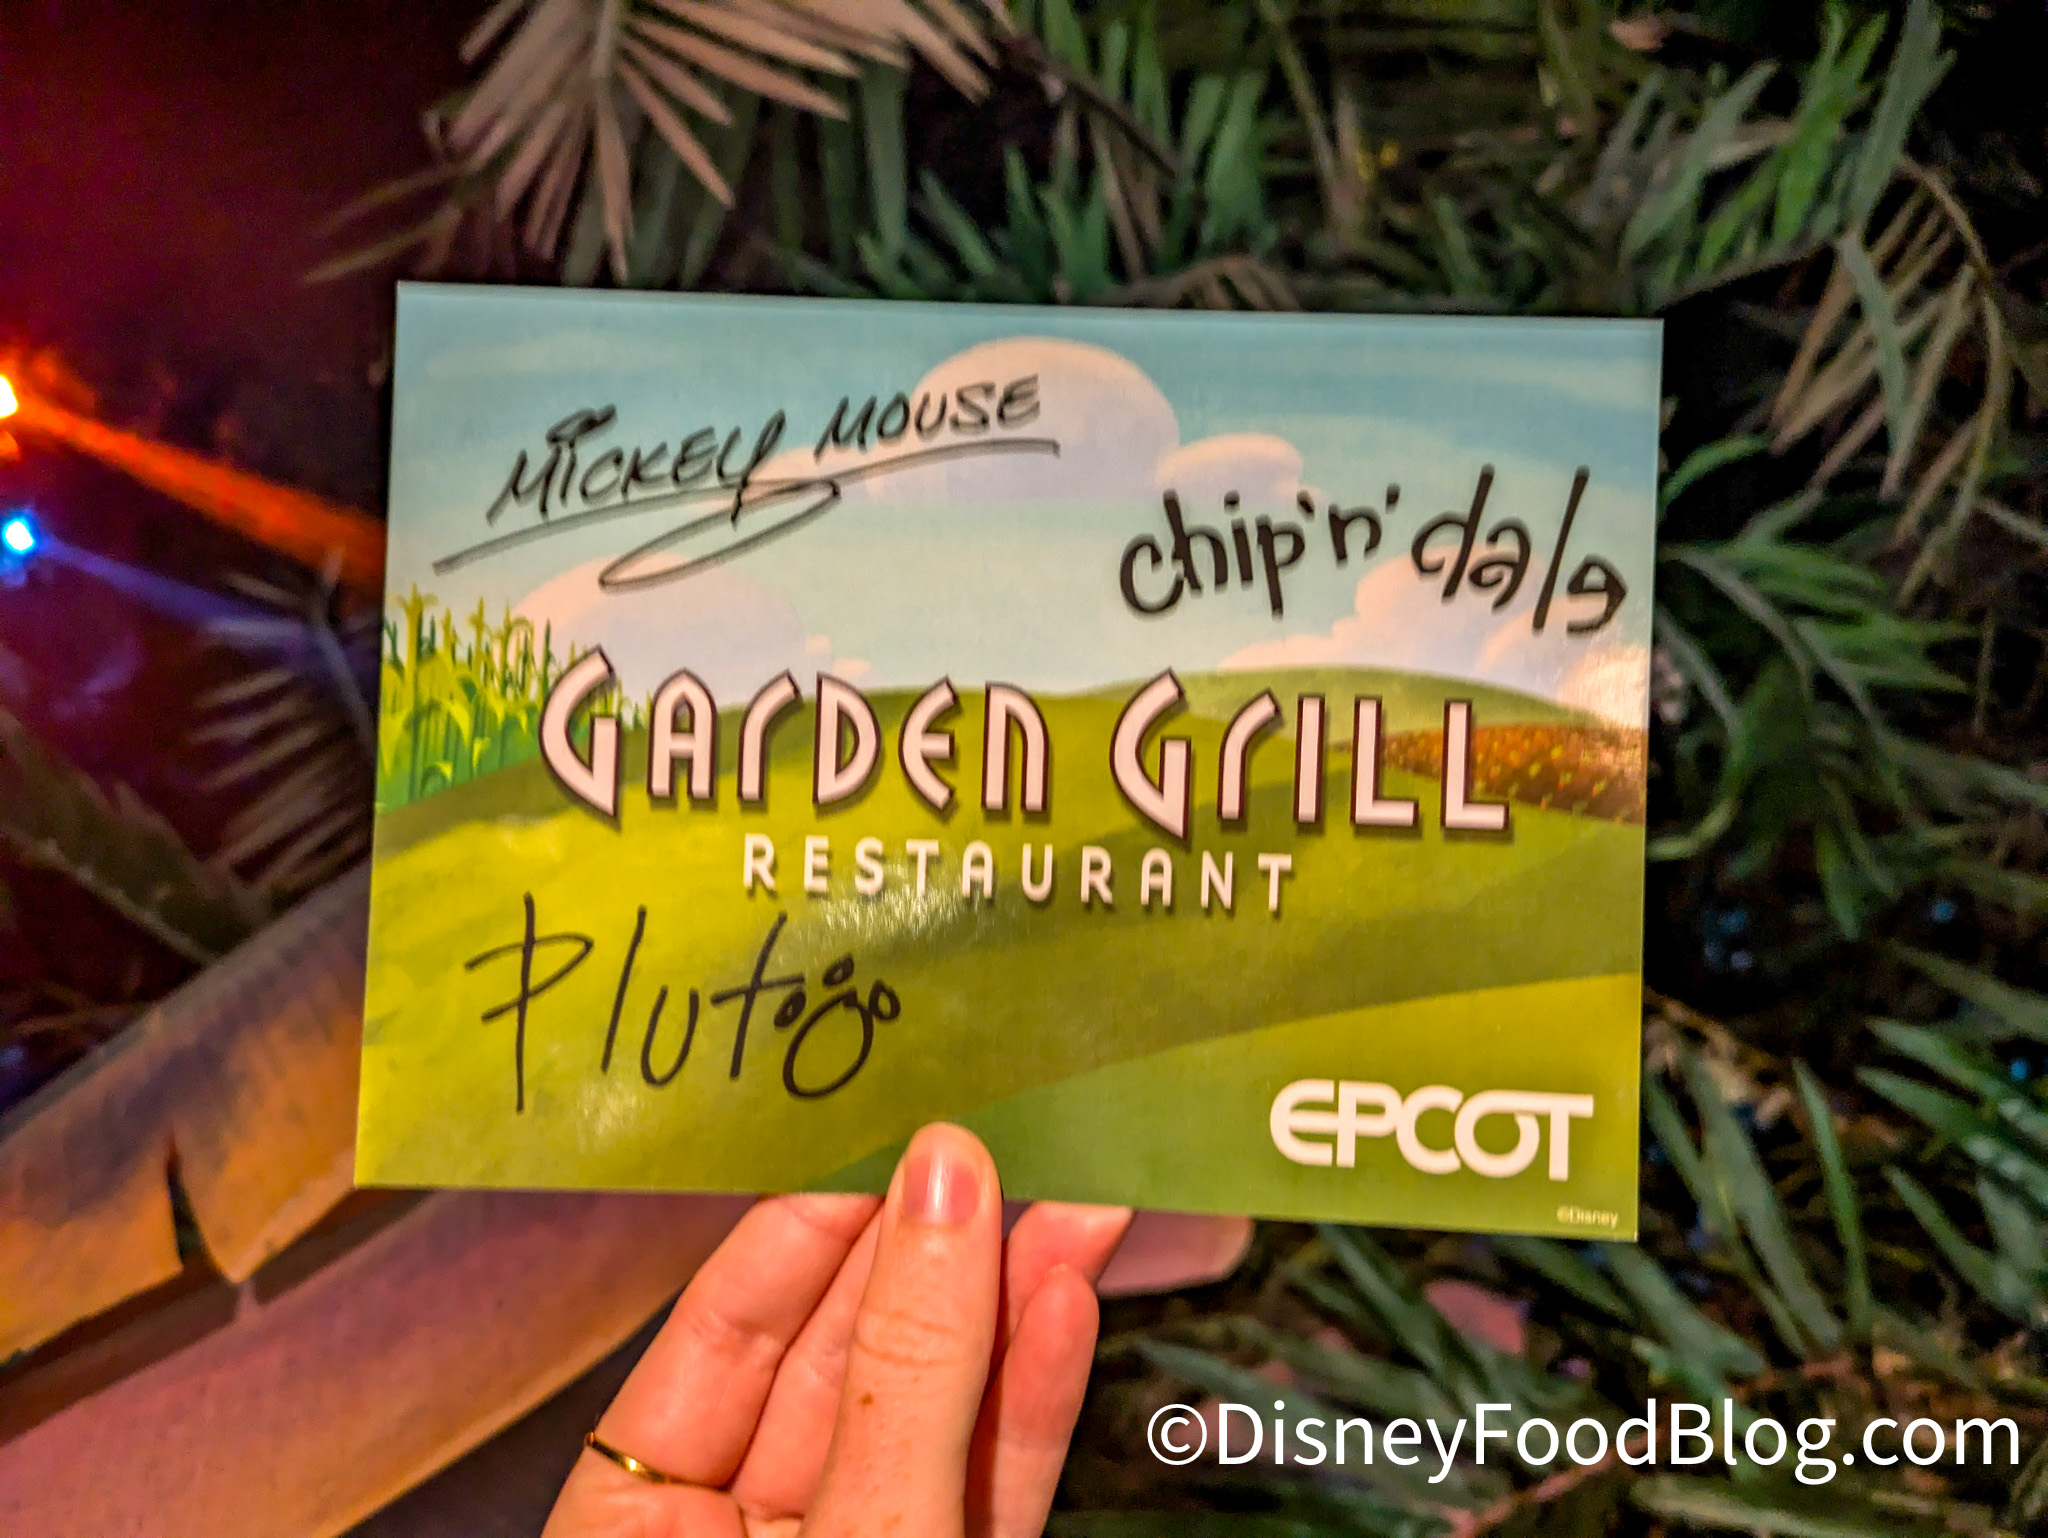 MICKEY MOUSE
chip 'n' dale
GARDEN GRILL
RESTAURANT
Pluto
EPCOT
©Disney
©DisneyFoodBlog.com